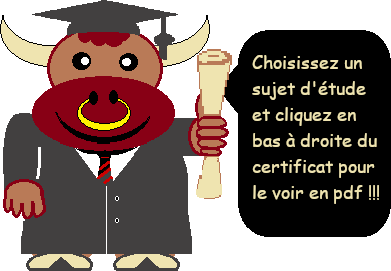 Choisissez un
sujet d'étude
et cliquez en
bas à droite du
certificat pour
le voir en pdf !!!